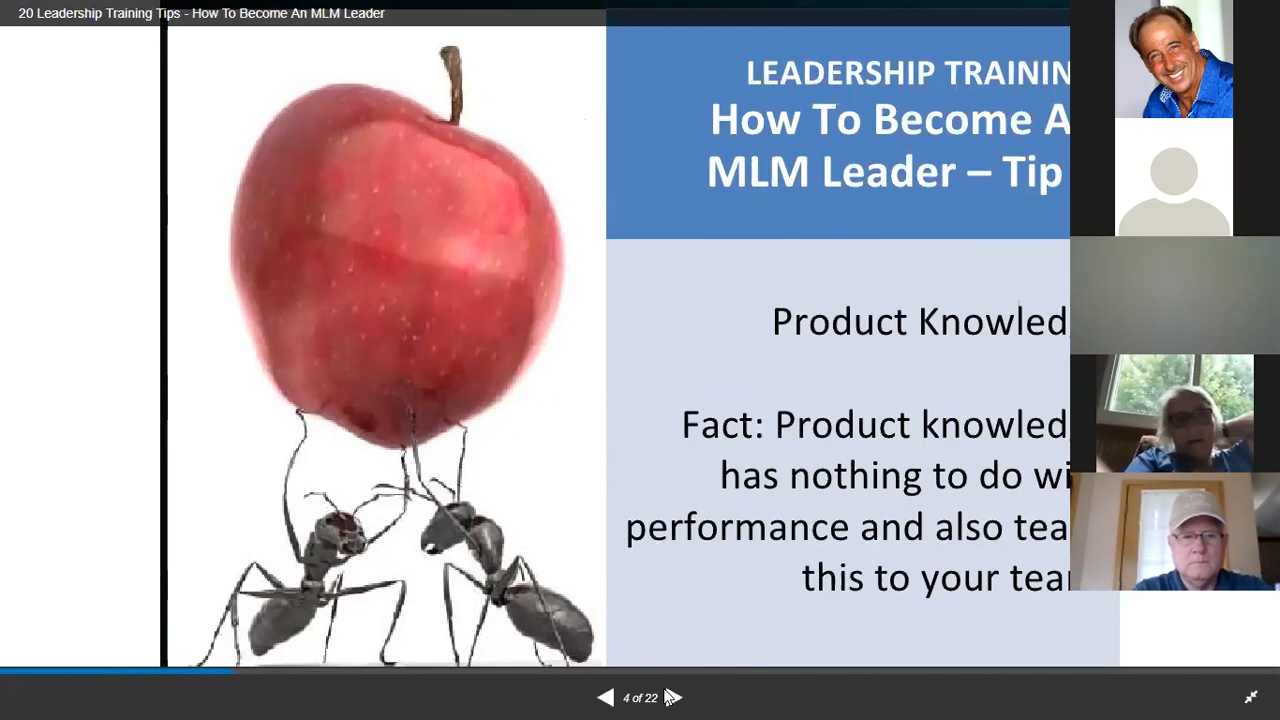 20 Leadership Training Tips - How To Become An MLM Leader
LEADERSHIP TRAININ
How To Become A
MLM Leader – Tip
Product Knowled
Fact: Product knowled
has nothing to do wi
performance and also tea
this to your tea
4 of 22